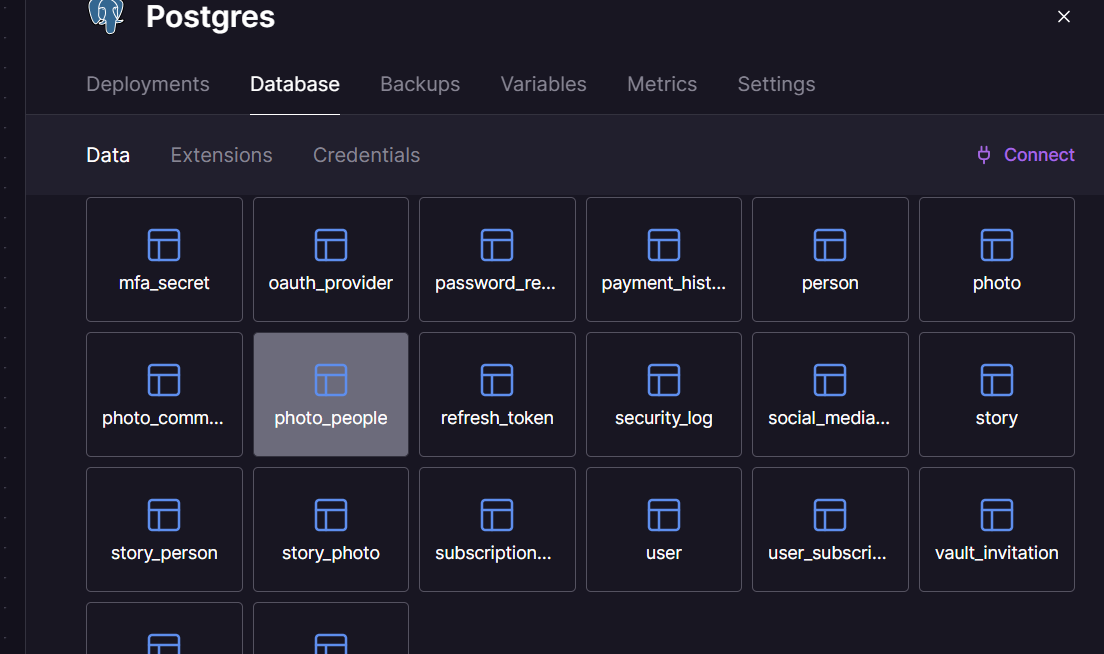 Postgres
Deployments Database Backups Variables Metrics Settings
Data Extensions Credentials Connect
mfa_secret oauth_provider password_re... payment_hist... person photo
photo_comm... photo_people refresh_token security_log social_media... story
story_person story_photo subscription... user user_subscri... vault_invitation